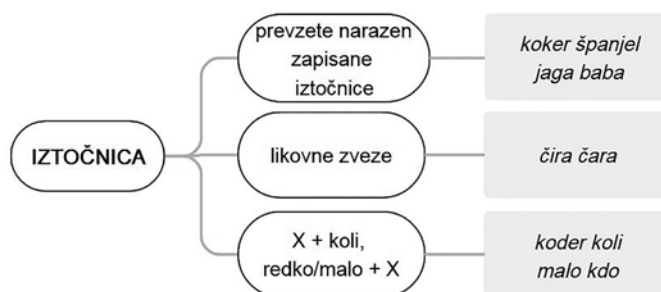 IZTOČNICA
prevzete narazen
zapisane
iztočnice
koker španjel
jaga baba
likovne zveze
čira čara
X + koli,
redko/malo + X
koder koli
malo kdo